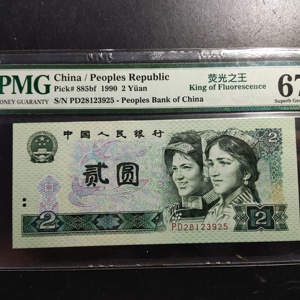 PMG
MONEY GUARANTY
China / Peoples Republic
Pick# 885bf 1990 2 Yüan
S/N PD28123925 - Peoples Bank of China
荧光之王
King of Fluorescence
67
Superb Ge
中国人民银行
贰圆
2
2
PD28123925